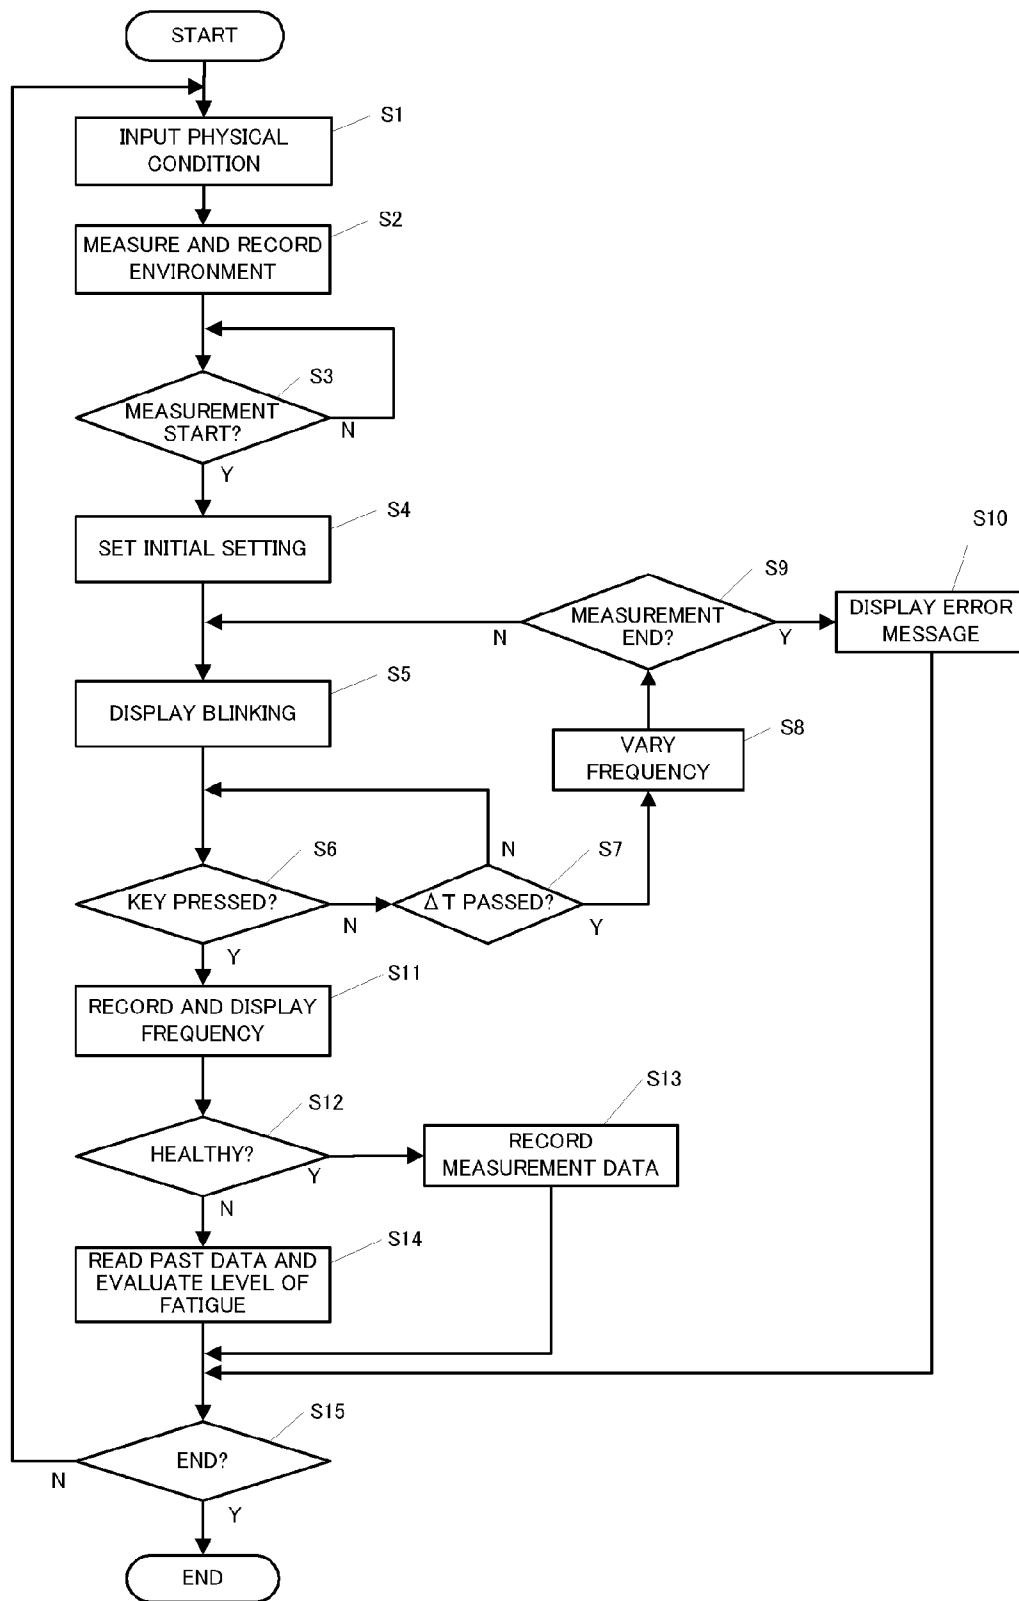 START
S1
INPUT PHYSICAL
CONDITION
S2
MEASURE AND RECORD
ENVIRONMENT
S3
MEASUREMENT
START?
N
Y
S4
SET INITIAL SETTING
S9
MEASUREMENT
END?
N
Y
S10
DISPLAY ERROR
MESSAGE
S5
DISPLAY BLINKING
S8
VARY
FREQUENCY
S6
KEY PRESSED?
N
Y
S7
ΔT PASSED?
N
Y
S11
RECORD AND DISPLAY
FREQUENCY
S12
HEALTHY?
Y
N
S13
RECORD
MEASUREMENT DATA
S14
READ PAST DATA AND
EVALUATE LEVEL OF
FATIGUE
S15
END?
N
Y
END